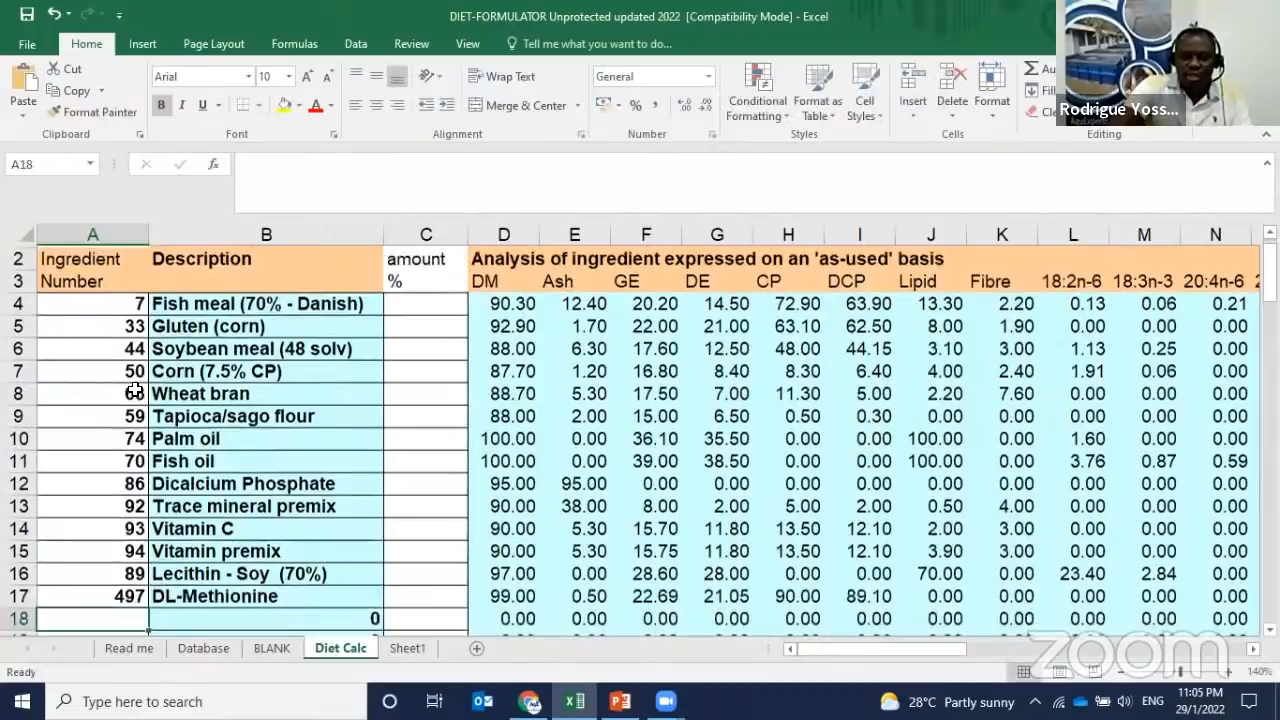 DIET-FORMULATOR Unprotected updated 2022 [Compatibility Mode] - Excel
File Home Insert Page Layout Formulas Data Review View Tell me what you want to do...
Cut
Copy
Format Painter
Paste
Clipboard
Arial 10
B I U
Font
Wrap Text
Merge & Center
Alignment
General
Number
Conditional Formatting
Format as Table
Cell Styles
Styles
Insert Delete Format
Cells
Editing
Rodrigue Yoss...
A18
fx
A B C D E F G H I J K L M N
2 Ingredient Description amount Analysis of ingredient expressed on an 'as-used' basis
3 Number % DM Ash GE DE CP DCP Lipid Fibre 18:2n-6 18:3n-3 20:4n-6
4 7 Fish meal (70% - Danish) 90.30 12.40 20.20 14.50 72.90 63.90 13.30 2.20 0.13 0.06 0.21
5 33 Gluten (corn) 92.90 1.70 22.00 21.00 63.10 62.50 8.00 1.90 0.00 0.00 0.00
6 44 Soybean meal (48 solv) 88.00 6.30 17.60 12.50 48.00 44.15 3.10 3.00 1.13 0.25 0.00
7 50 Corn (7.5% CP) 87.70 1.20 16.80 8.40 8.30 6.40 4.00 2.40 1.91 0.06 0.00
8 Wheat bran 88.70 5.30 17.50 7.00 11.30 5.00 2.20 7.60 0.00 0.00 0.00
9 59 Tapioca/sago flour 88.00 2.00 15.00 6.50 0.50 0.30 0.00 0.00 0.00 0.00 0.00
10 74 Palm oil 100.00 0.00 36.10 35.50 0.00 0.00 100.00 0.00 1.60 0.00 0.00
11 70 Fish oil 100.00 0.00 39.00 38.50 0.00 0.00 100.00 0.00 3.76 0.87 0.59
12 86 Dicalcium Phosphate 95.00 95.00 0.00 0.00 0.00 0.00 0.00 0.00 0.00 0.00 0.00
13 92 Trace mineral premix 90.00 38.00 8.00 2.00 5.00 2.00 0.50 4.00 0.00 0.00 0.00
14 93 Vitamin C 90.00 5.30 15.70 11.80 13.50 12.10 2.00 3.00 0.00 0.00 0.00
15 94 Vitamin premix 90.00 5.30 15.75 11.80 13.50 12.10 3.90 3.00 0.00 0.00 0.00
16 89 Lecithin - Soy (70%) 97.00 0.00 28.60 28.00 0.00 0.00 70.00 0.00 23.40 2.84 0.00
17 497 DL-Methionine 99.00 0.50 22.69 21.05 90.00 89.10 0.00 0.00 0.00 0.00 0.00
18 0 0.00 0.00 0.00 0.00 0.00 0.00 0.00 0.00 0.00 0.00 0.00
Read me Database BLANK Diet Calc Sheet1
zoom
Ready 140%
Type here to search
28°C Partly sunny ENG 11:05 PM
29/1/2022